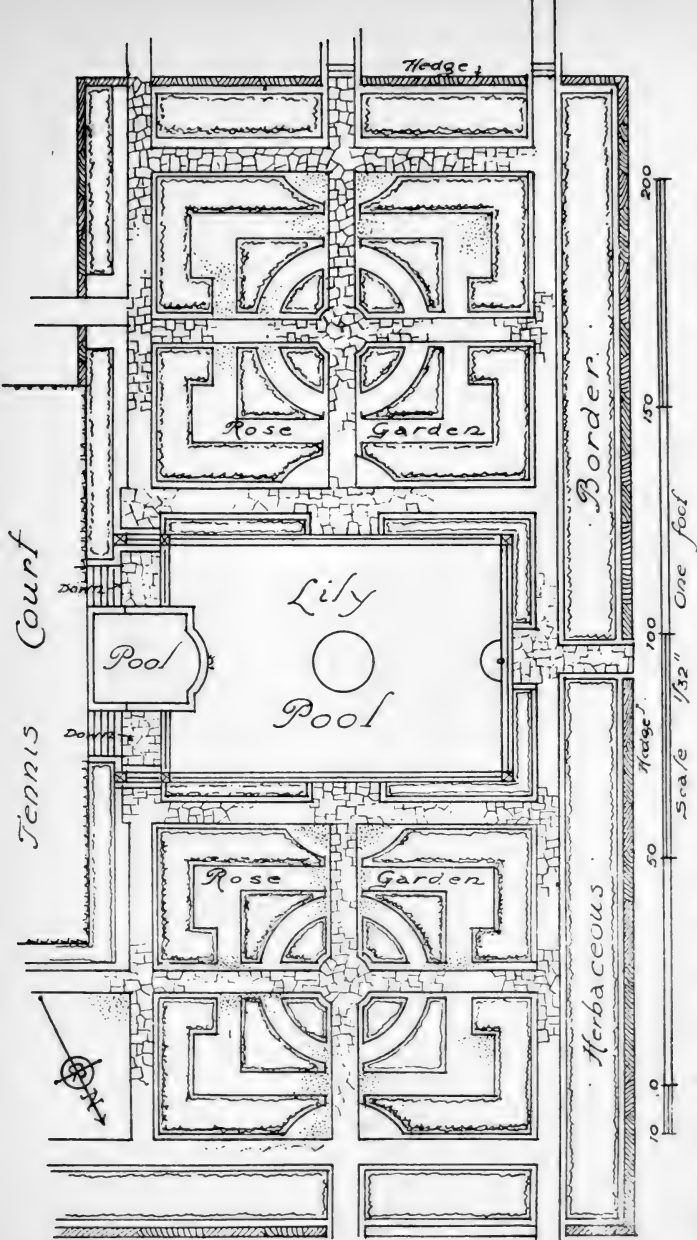 Hedge
Rose Garden
Border
Tennis Court
Down
Pool
Down
Lily
Pool
Hedge
Rose Garden
Herbaceous
N
200
150
100
50
0
10
Scale 1/32" One foot